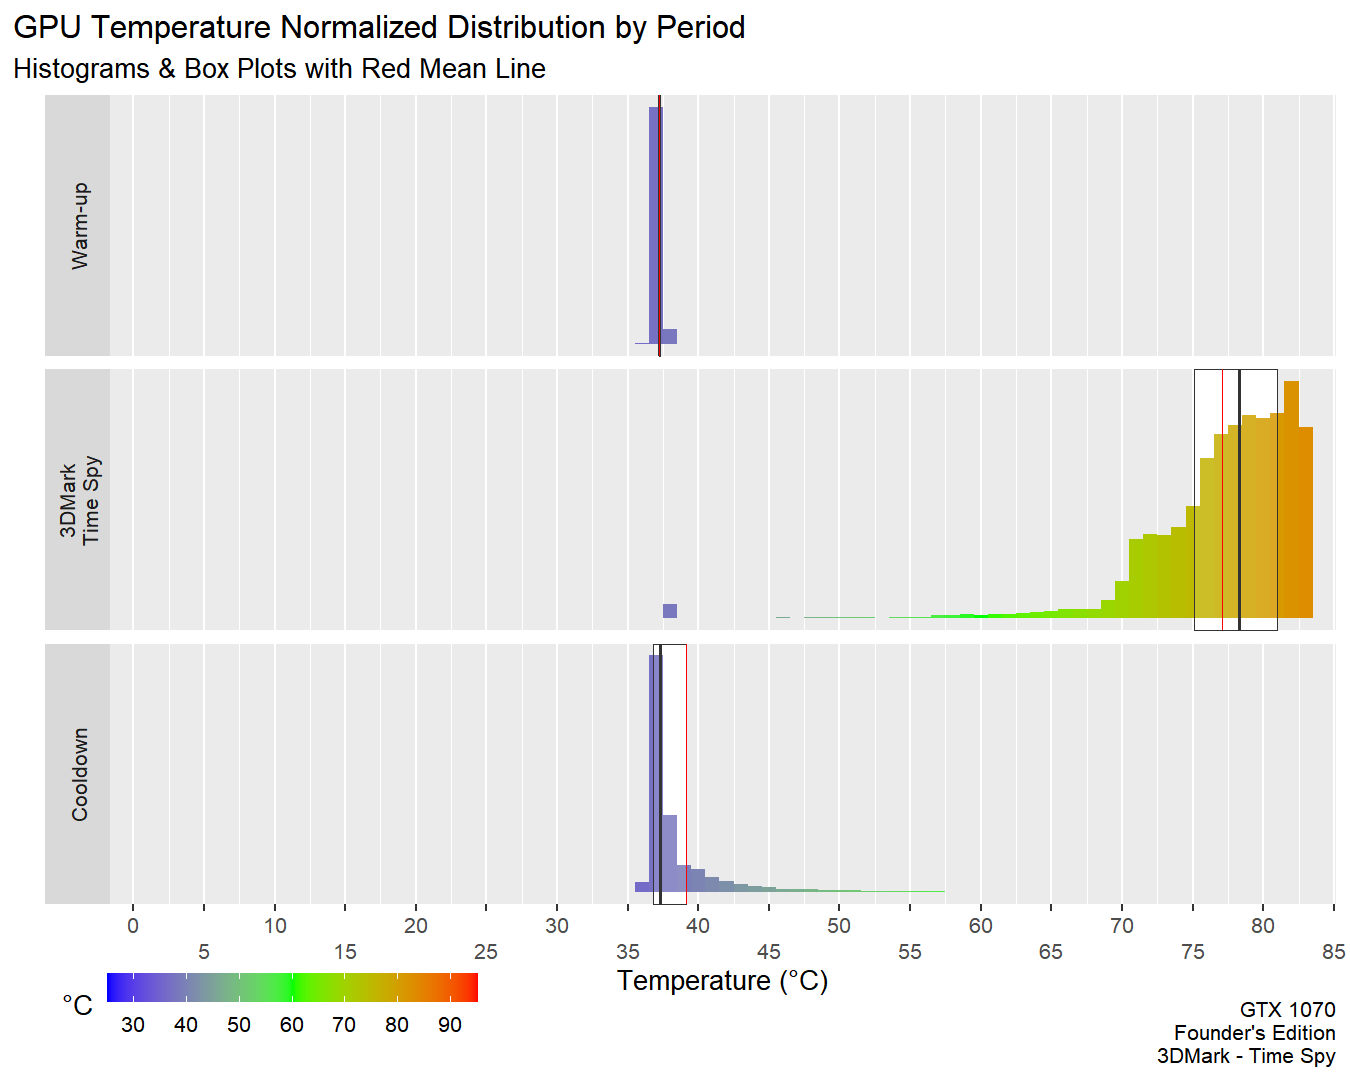 GPU Temperature Normalized Distribution by Period
Histograms & Box Plots with Red Mean Line
Warm-up
3DMark
Time Spy
Cooldown
0 10 20 30 40 50 60 70 80
5 15 25 35 45 55 65 75 85
Temperature (°C)
°C
30 40 50 60 70 80 90
GTX 1070
Founder's Edition
3DMark - Time Spy